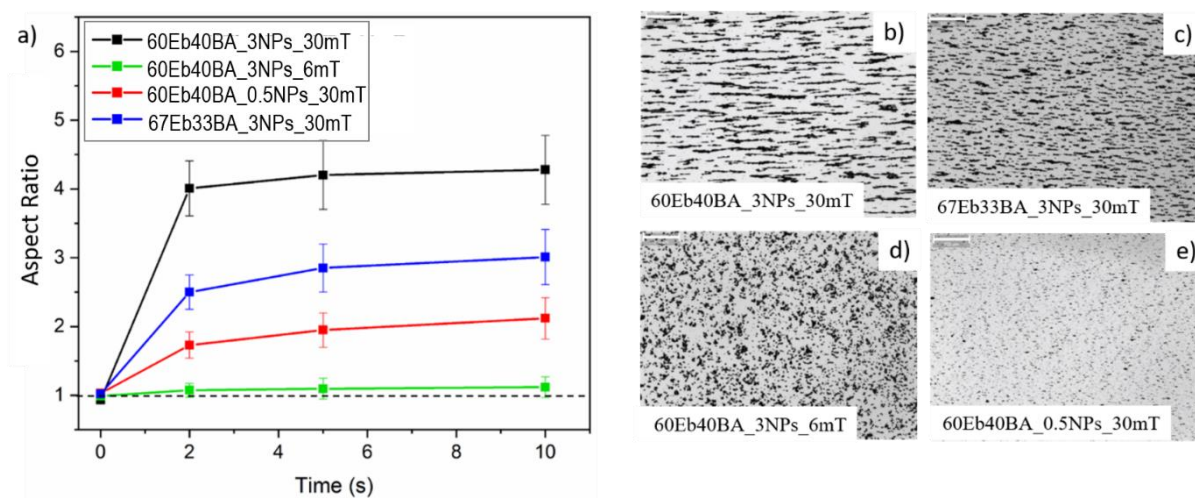 a)
60Eb40BA_3NPs_30mT
60Eb40BA_3NPs_6mT
60Eb40BA_0.5NPs_30mT
67Eb33BA_3NPs_30mT
Aspect Ratio
6
5
4
3
2
1
0 2 4 6 8 10
Time (s)
b)
60Eb40BA_3NPs_30mT
c)
67Eb33BA_3NPs_30mT
d)
60Eb40BA_3NPs_6mT
e)
60Eb40BA_0.5NPs_30mT